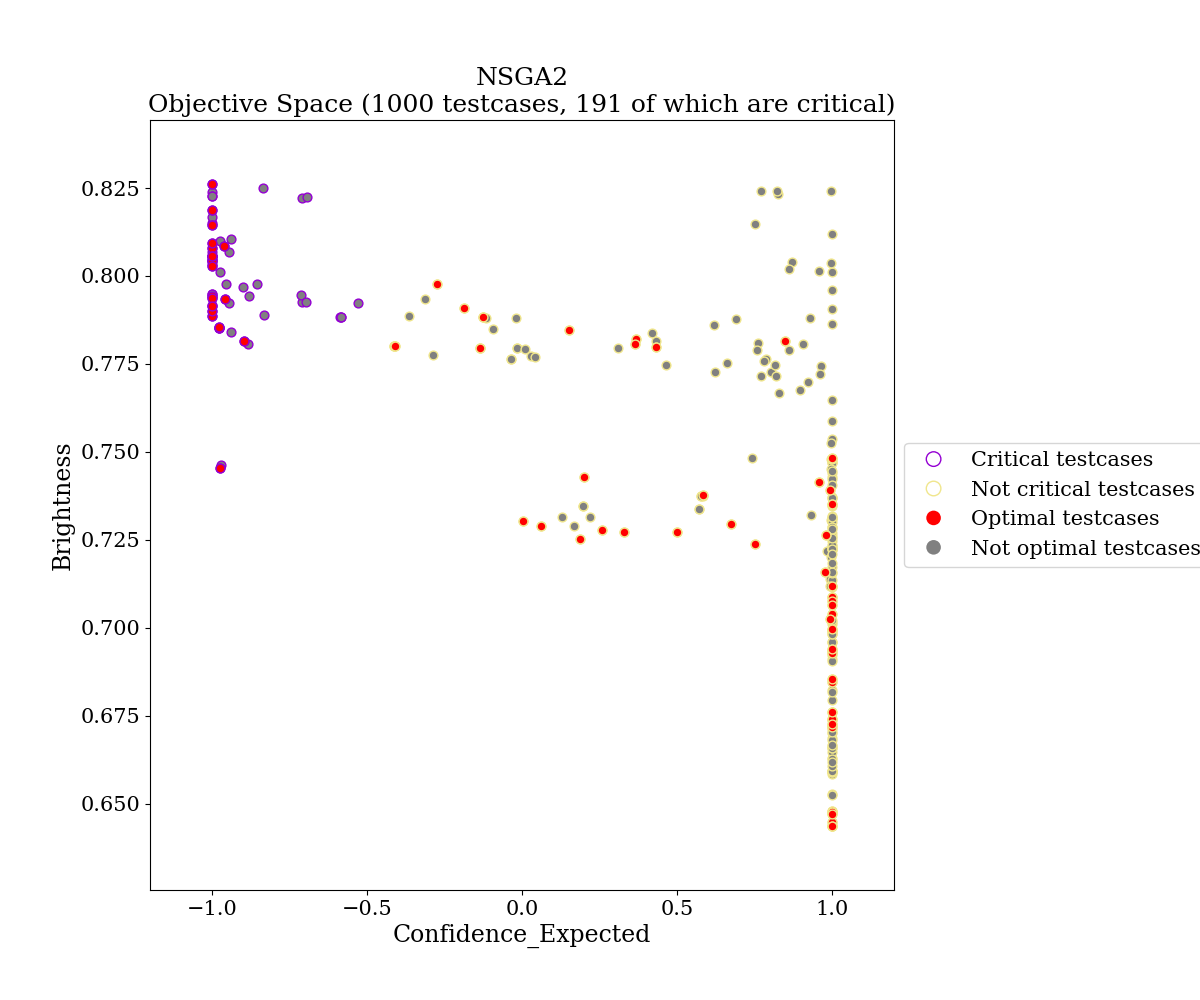 NSGA2
Objective Space (1000 testcases, 191 of which are critical)
0.825
0.800
0.775
0.750
0.725
0.700
0.675
0.650
Brightness
−1.0
−0.5
0.0
0.5
1.0
Confidence_Expected
Critical testcases
Not critical testcases
Optimal testcases
Not optimal testcases